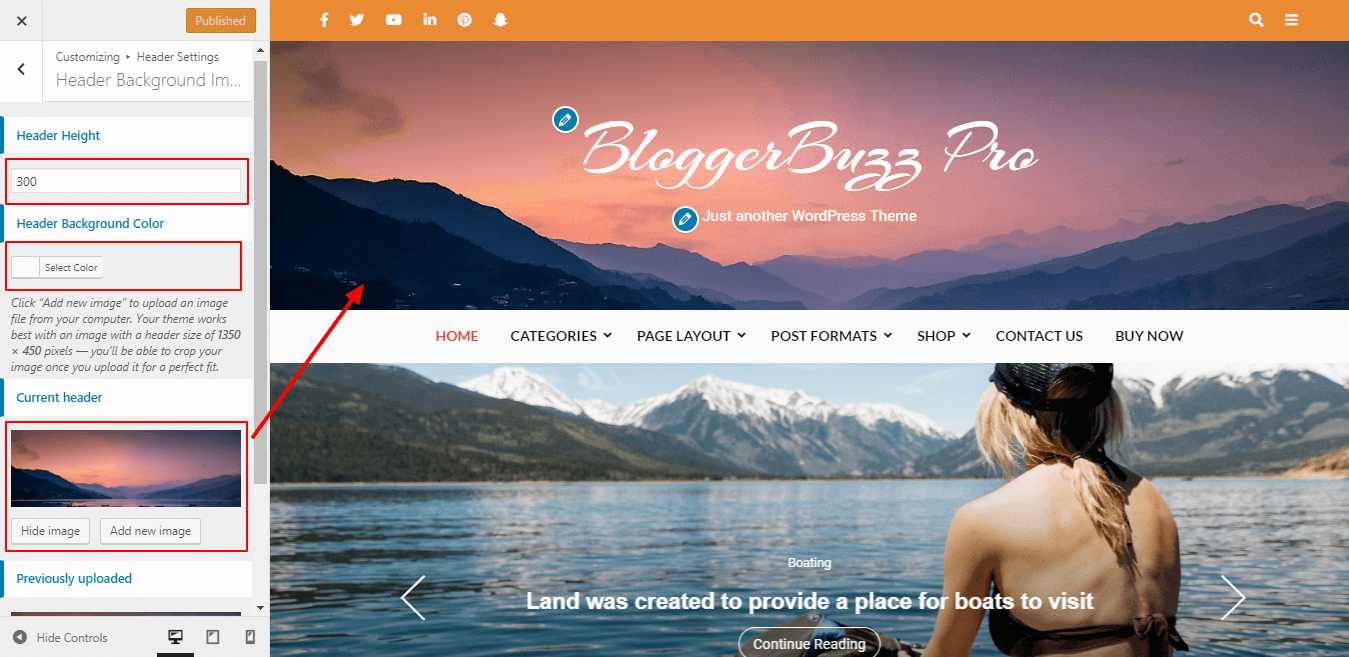 Published
Customizing ▸ Header Settings
Header Background Im...
Header Height
300
Header Background Color
Select Color
Click "Add new image" to upload an image
file from your computer. Your theme works
best with an image with a header size of 1350
× 450 pixels — you'll be able to crop your
image once you upload it for a perfect fit.
Current header
Hide image Add new image
Previously uploaded
Hide Controls
BloggerBuzz Pro
Just another WordPress Theme
HOME CATEGORIES PAGE LAYOUT POST FORMATS SHOP CONTACT US BUY NOW
Boating
Land was created to provide a place for boats to visit
Continue Reading